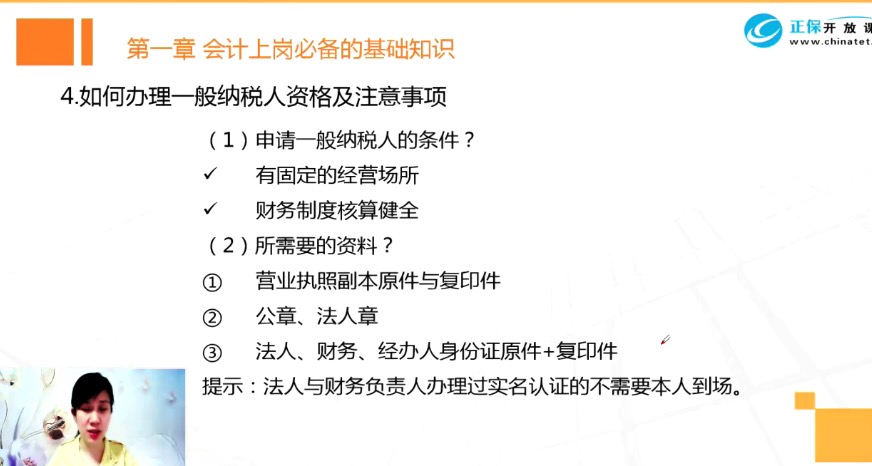 第一章 会计上岗必备的基础知识
正保开放课
www.chinatet.
4.如何办理一般纳税人资格及注意事项
（1）申请一般纳税人的条件？
✓ 有固定的经营场所
✓ 财务制度核算健全
（2）所需要的资料？
① 营业执照副本原件与复印件
② 公章、法人章
③ 法人、财务、经办人身份证原件+复印件
提示：法人与财务负责人办理过实名认证的不需要本人到场。